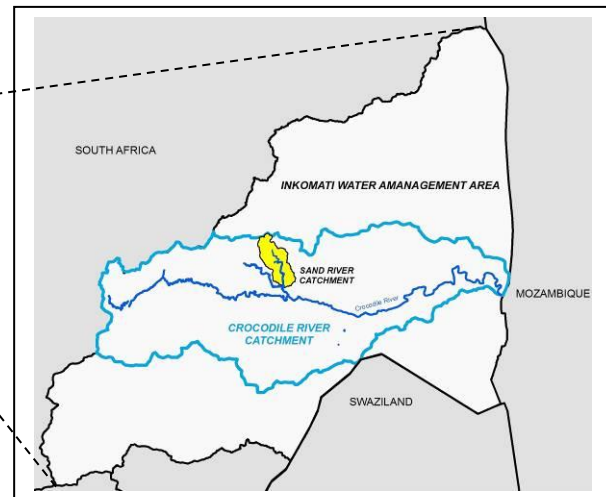 SOUTH AFRICA
INKOMATI WATER AMANAGEMENT AREA
SAND RIVER
CATCHMENT
MOZAMBIQUE
Crocodile River
CROCODILE RIVER
CATCHMENT
SWAZILAND